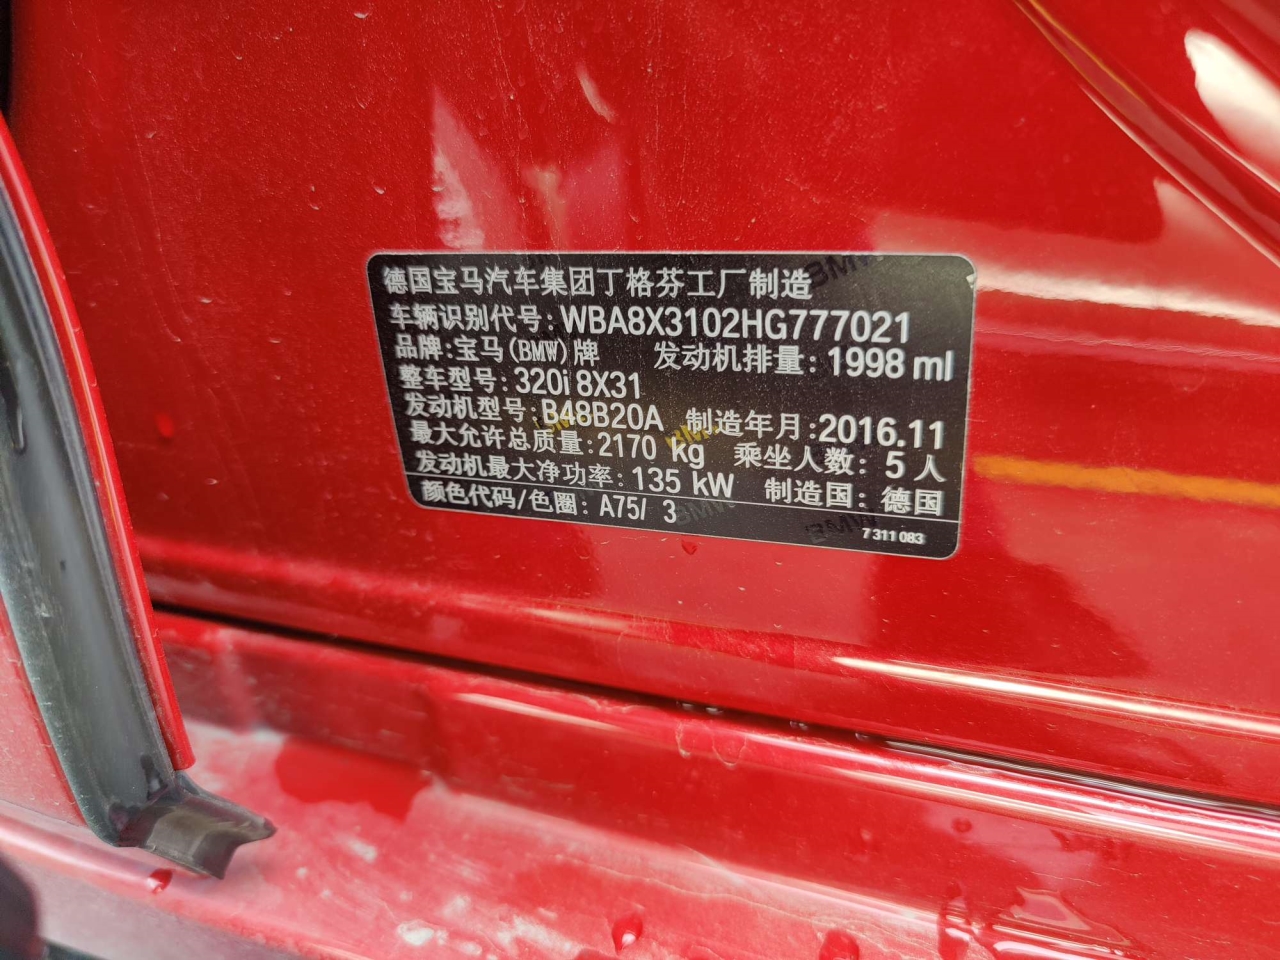 德国宝马汽车集团丁格芬工厂制造
车辆识别代号: WBA8X3102HG777021
品牌: 宝马(BMW)牌 发动机排量: 1998 ml
整车型号: 320i 8X31
发动机型号: B48B20A 制造年月: 2016.11
最大允许总质量: 2170 kg 乘坐人数: 5人
发动机最大净功率: 135 kW 制造国: 德国
颜色代码/色圈: A75/ 3
7 311 083
BMW
BMW
BMW
BMW